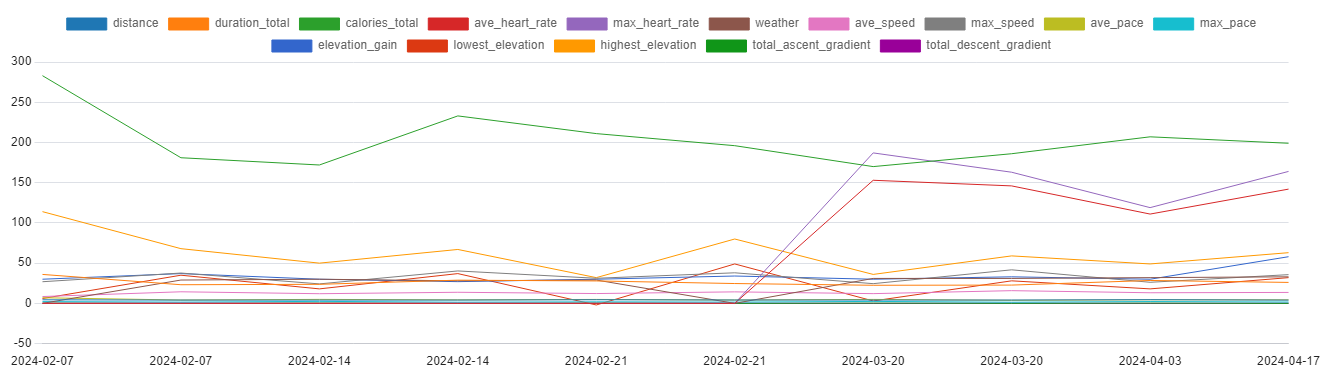 distance duration_total calories_total ave_heart_rate max_heart_rate weather ave_speed max_speed ave_pace max_pace
elevation_gain lowest_elevation highest_elevation total_ascent_gradient total_descent_gradient
300
250
200
150
100
50
0
-50
2024-02-07 2024-02-07 2024-02-14 2024-02-14 2024-02-21 2024-02-21 2024-03-20 2024-03-20 2024-04-03 2024-04-17